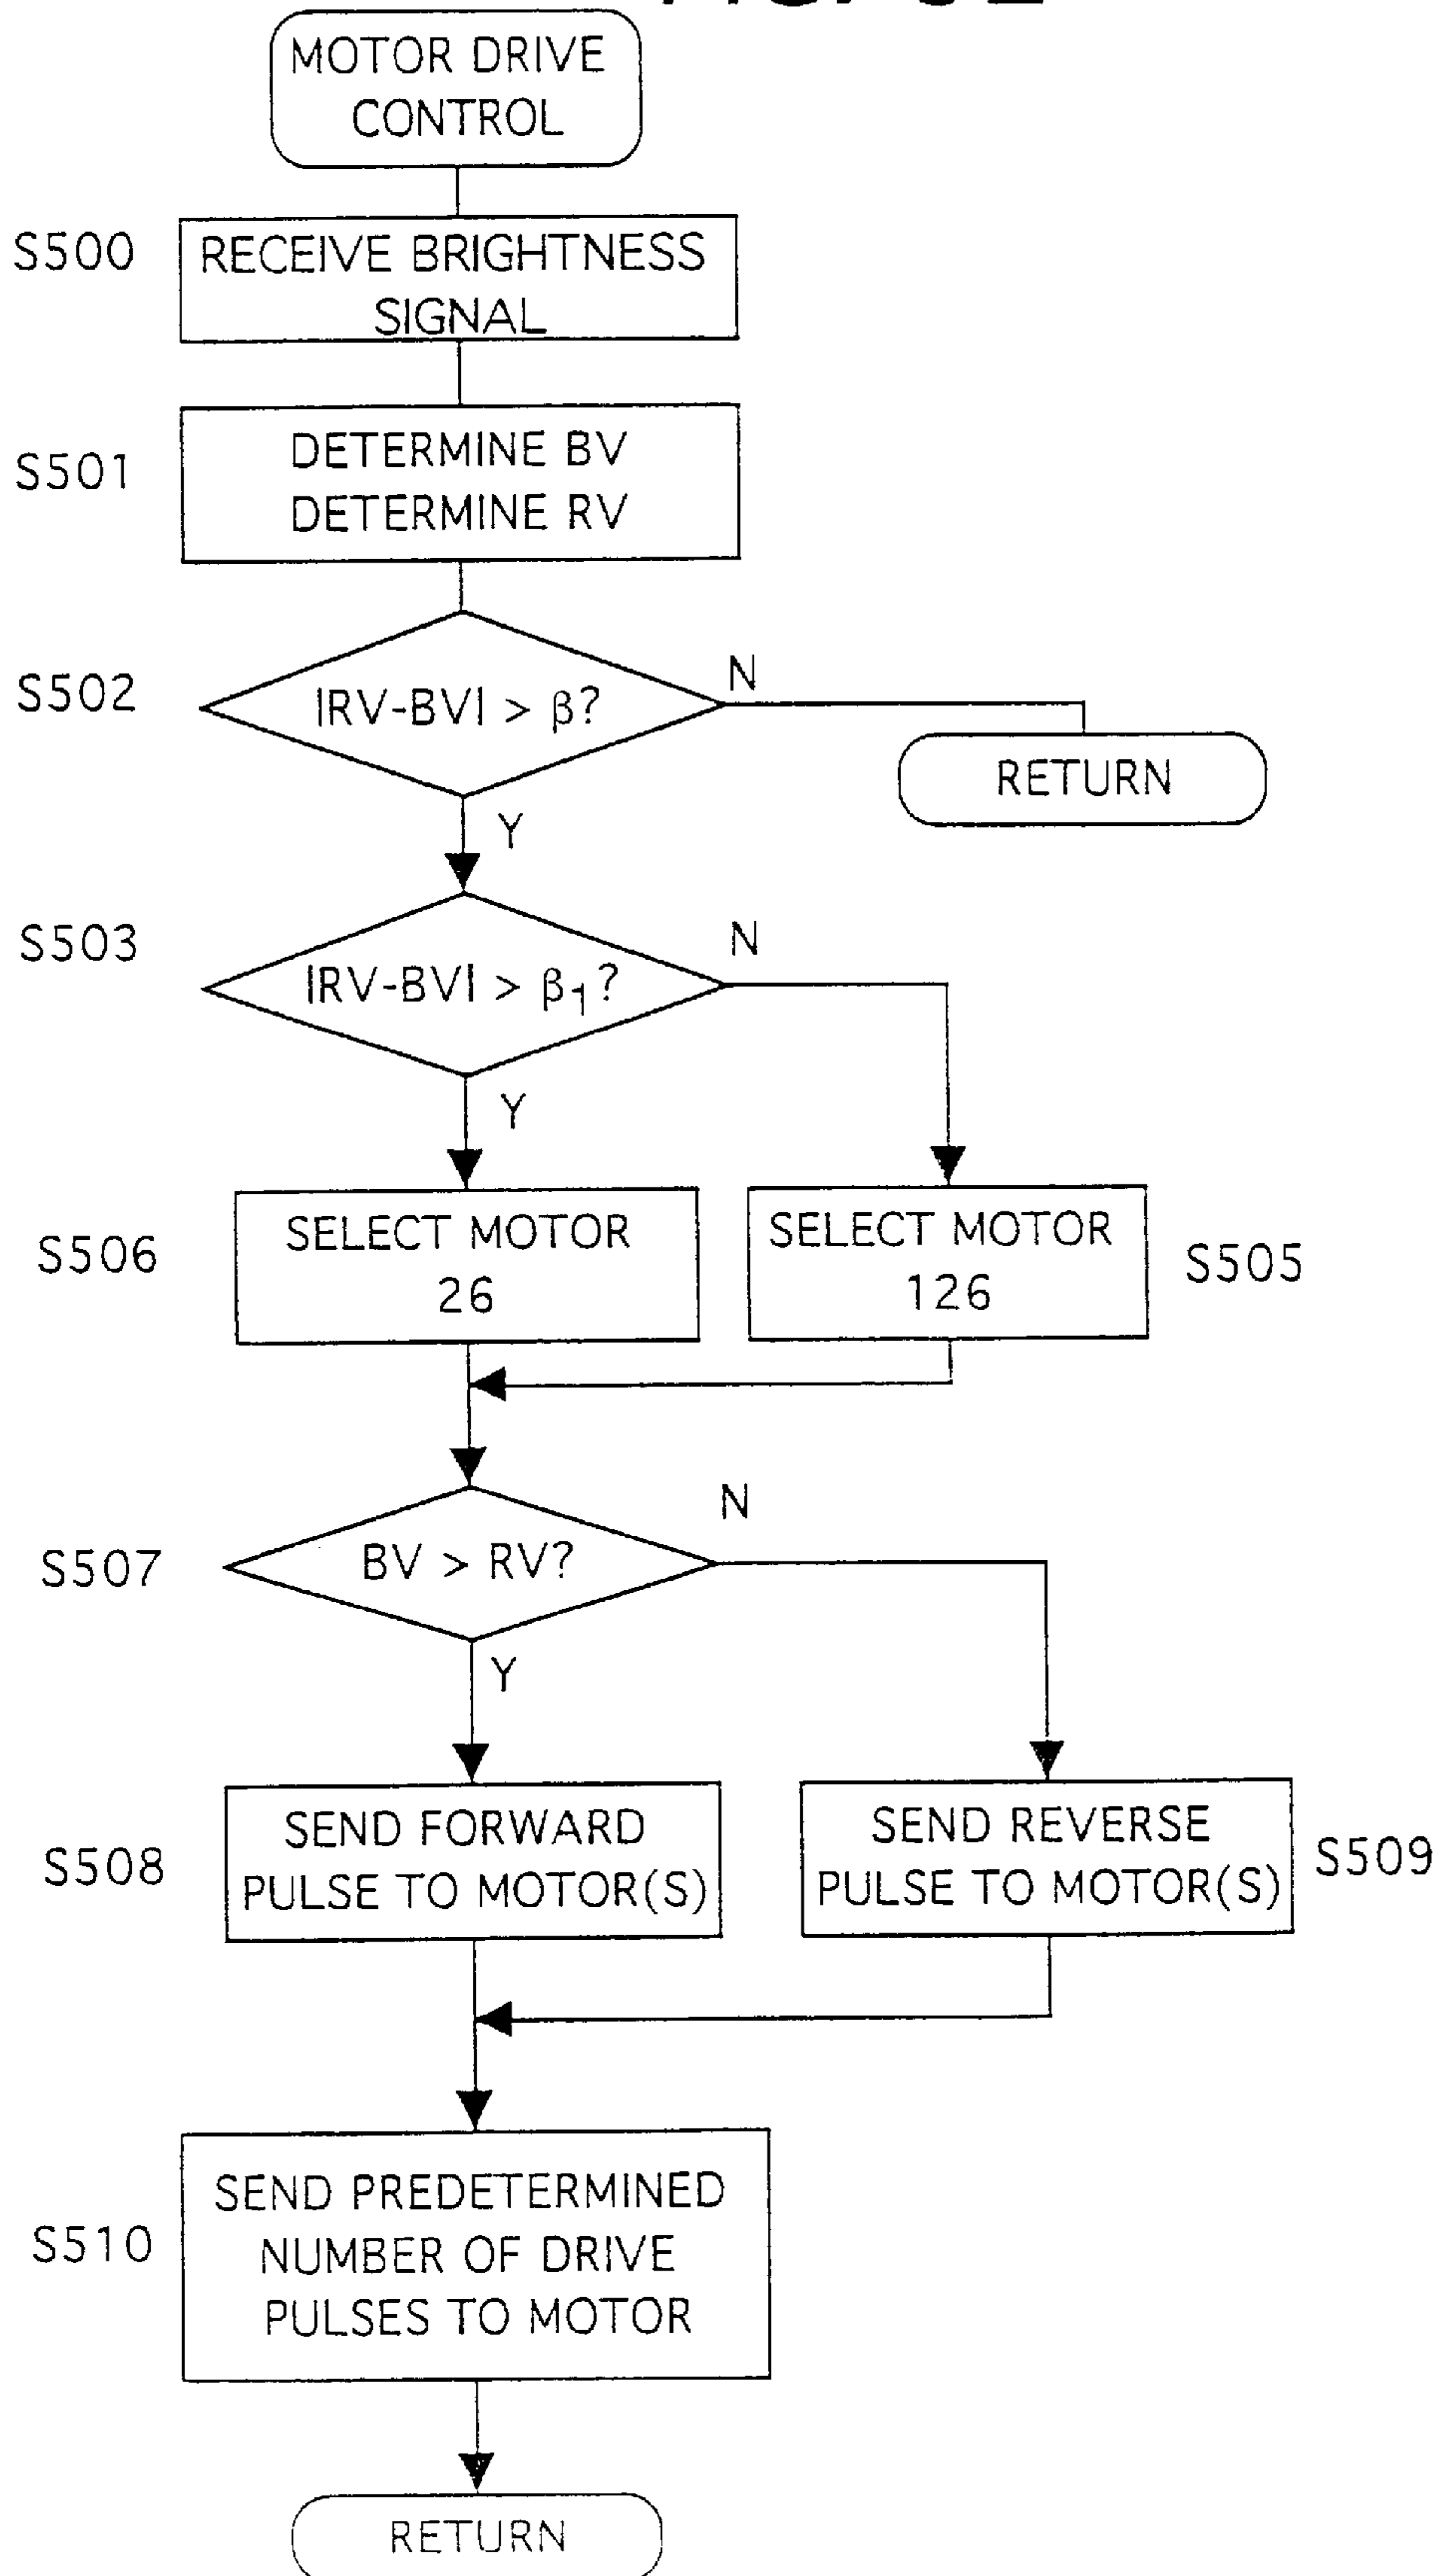 MOTOR DRIVE
CONTROL
S500
RECEIVE BRIGHTNESS
SIGNAL
S501
DETERMINE BV
DETERMINE RV
S502
|RV-BV| > β?
N
RETURN
Y
S503
|RV-BV| > β1?
N
Y
S506
SELECT MOTOR
26
SELECT MOTOR
126
S505
S507
BV > RV?
N
Y
S508
SEND FORWARD
PULSE TO MOTOR(S)
SEND REVERSE
PULSE TO MOTOR(S)
S509
S510
SEND PREDETERMINED
NUMBER OF DRIVE
PULSES TO MOTOR
RETURN